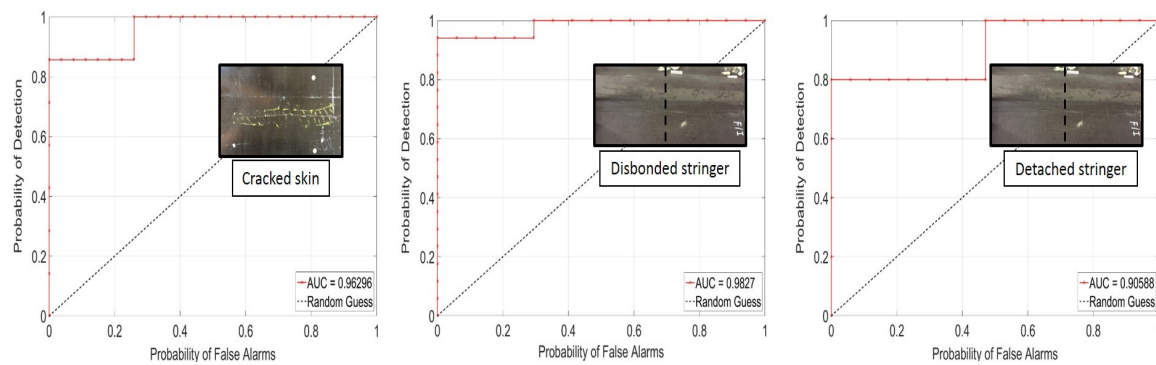 1
0.8
0.6
0.4
0.2
0
0
0.2
0.4
0.6
0.8
1
Probability of Detection
Probability of False Alarms
Cracked skin
AUC = 0.96296
Random Guess
1
0.8
0.6
0.4
0.2
0
0
0.2
0.4
0.6
0.8
1
Probability of Detection
Probability of False Alarms
F/I
Disbonded stringer
AUC = 0.9827
Random Guess
1
0.8
0.6
0.4
0.2
0
0
0.2
0.4
0.6
0.8
1
Probability of Detection
Probability of False Alarms
F/I
Detached stringer
AUC = 0.90588
Random Guess